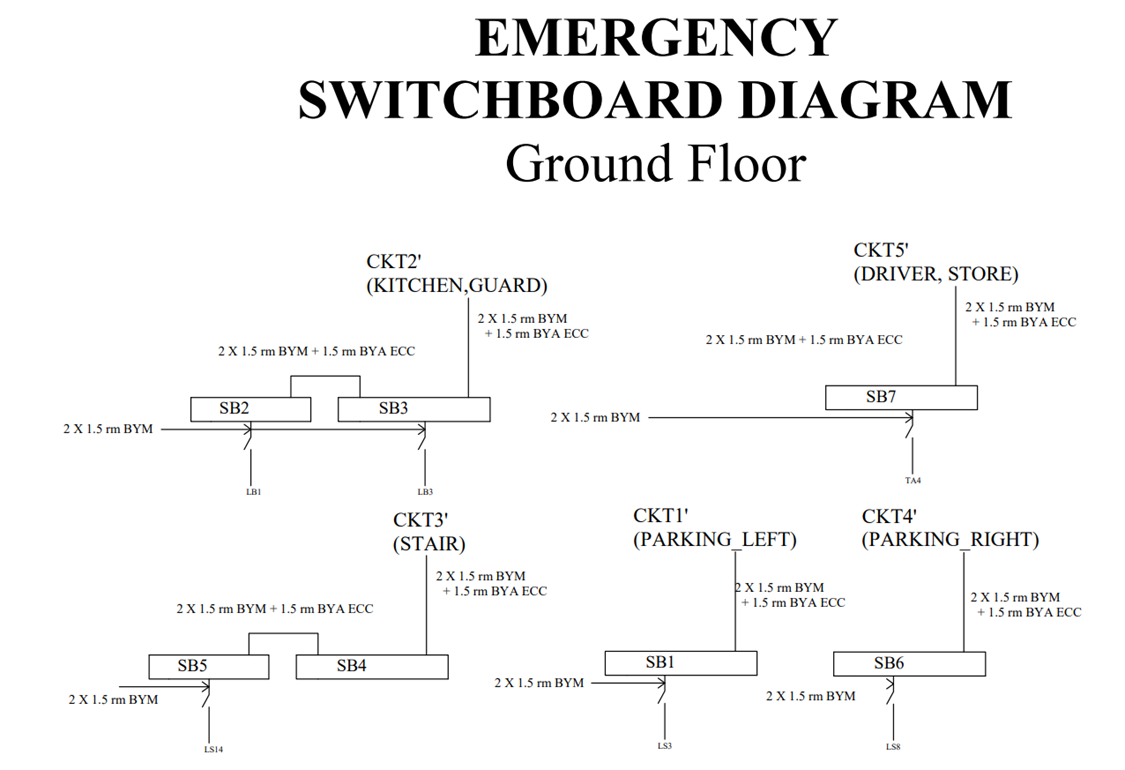 EMERGENCY
SWITCHBOARD DIAGRAM
Ground Floor
CKT2'
(KITCHEN,GUARD)
2 X 1.5 rm BYM
+ 1.5 rm BYA ECC
2 X 1.5 rm BYM + 1.5 rm BYA ECC
SB2
SB3
2 X 1.5 rm BYM
LB1
LB3
CKT5'
(DRIVER, STORE)
2 X 1.5 rm BYM
+ 1.5 rm BYA ECC
2 X 1.5 rm BYM + 1.5 rm BYA ECC
SB7
2 X 1.5 rm BYM
TA4
CKT3'
(STAIR)
2 X 1.5 rm BYM
+ 1.5 rm BYA ECC
2 X 1.5 rm BYM + 1.5 rm BYA ECC
SB5
SB4
2 X 1.5 rm BYM
LS14
CKT1'
(PARKING_LEFT)
2 X 1.5 rm BYM
+ 1.5 rm BYA ECC
SB1
2 X 1.5 rm BYM
LS3
CKT4'
(PARKING_RIGHT)
2 X 1.5 rm BYM
+ 1.5 rm BYA ECC
SB6
2 X 1.5 rm BYM
LS8